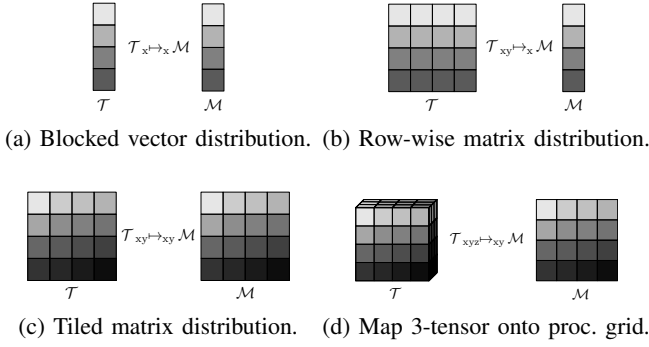 𝒯 x↦x ℳ
𝒯 xy↦x ℳ
𝒯 ℳ 𝒯 ℳ
(a) Blocked vector distribution. (b) Row-wise matrix distribution.
𝒯 xy↦xy ℳ
𝒯 xyz↦xy ℳ
𝒯 ℳ 𝒯 ℳ
(c) Tiled matrix distribution. (d) Map 3-tensor onto proc. grid.